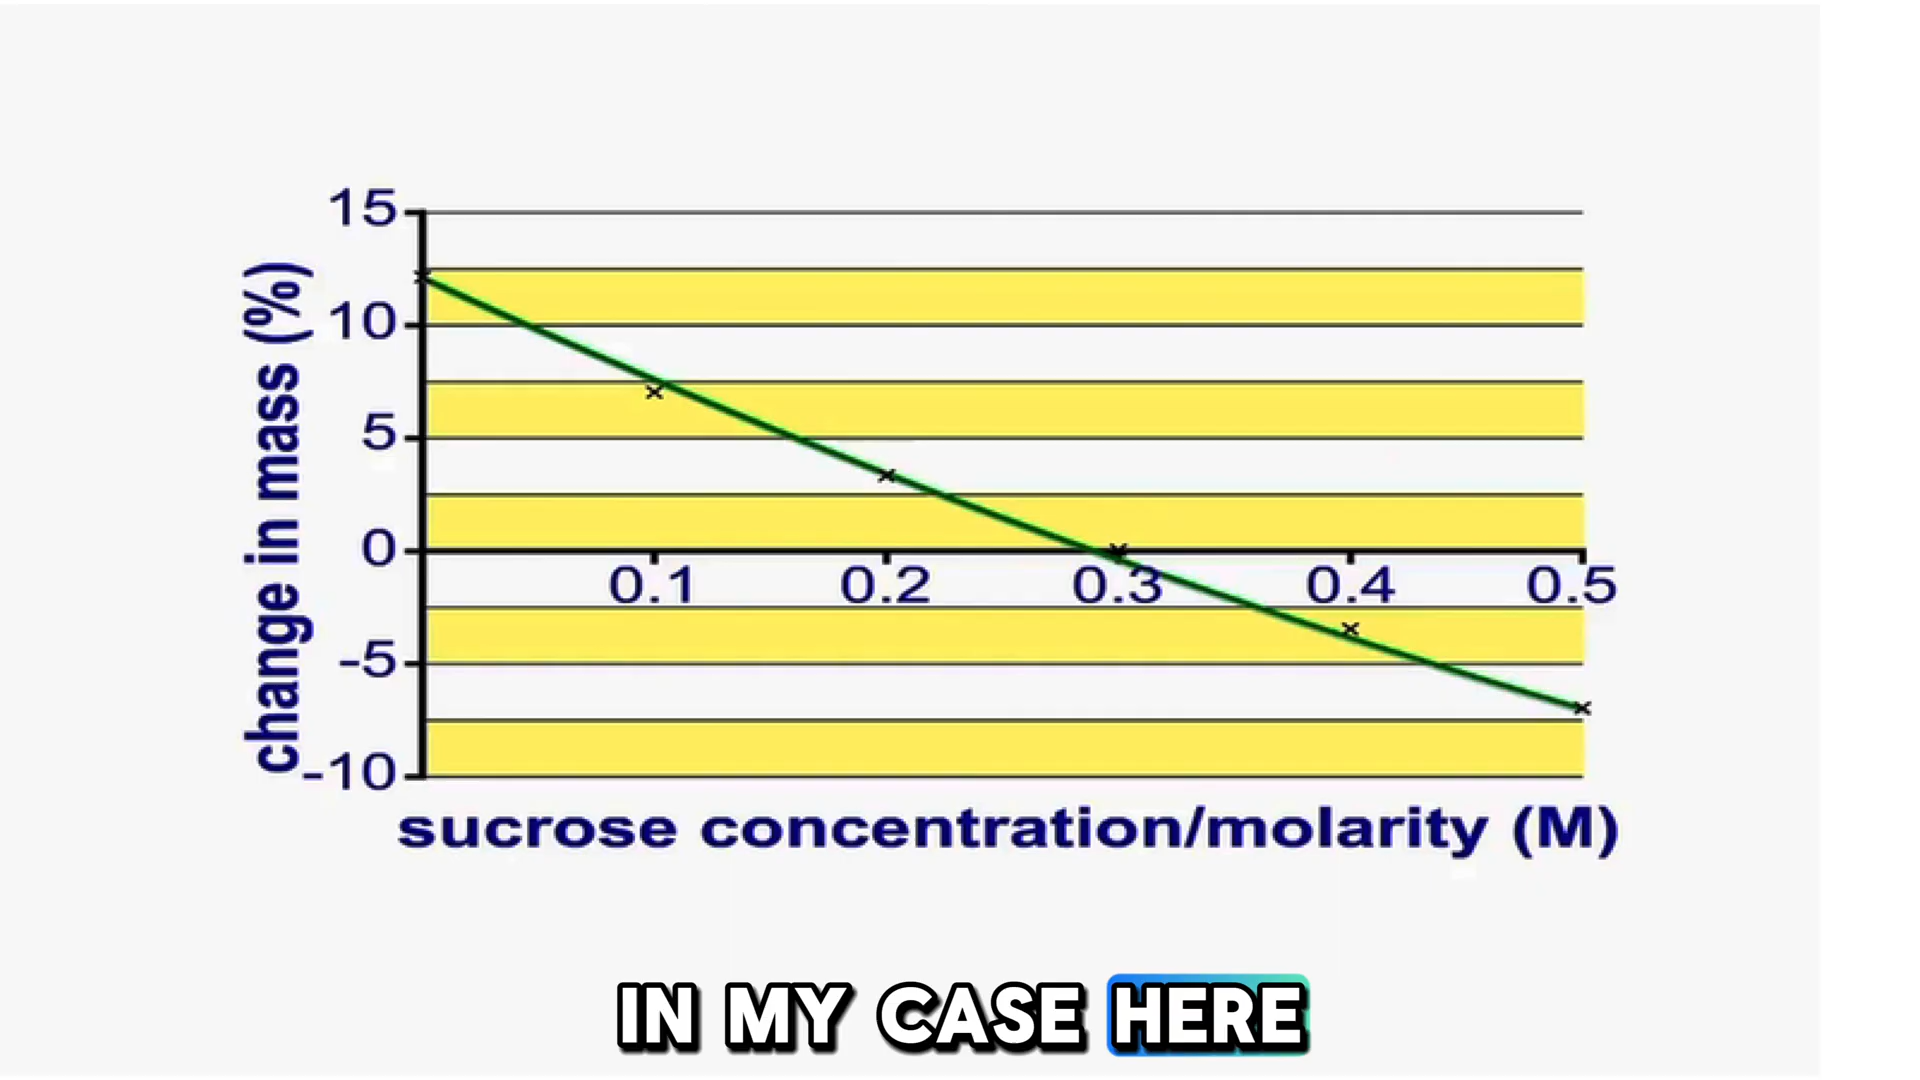 15
10
5
0
-5
-10
change in mass (%)
0.1 0.2 0.3 0.4 0.5
sucrose concentration/molarity (M)
IN MY CASE HERE